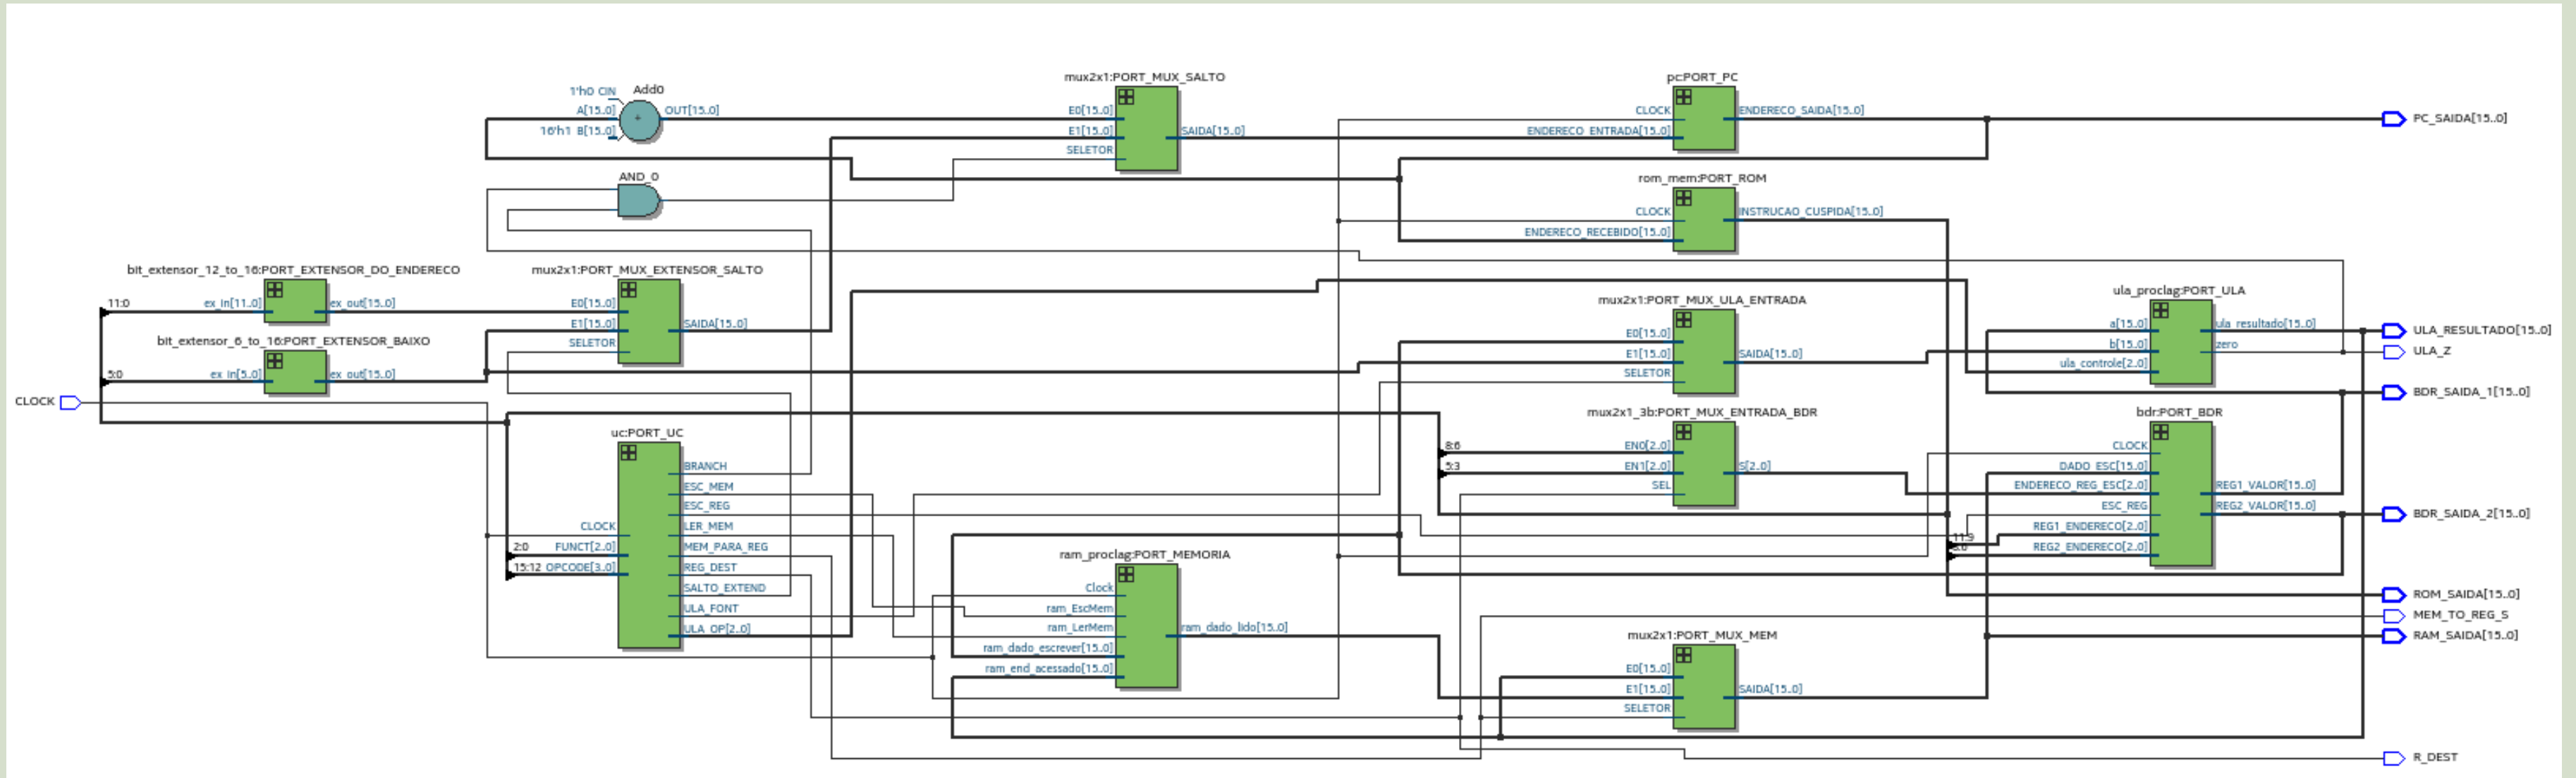 mux2x1:PORT_MUX_SALTO
pc:PORT_PC
1'h0 CIN
Add0
A[15..0]
OUT[15..0]
16'h1 B[15..0]
E0[15..0]
E1[15..0]
SELETOR
SAIDA[15..0]
CLOCK
ENDERECO_ENTRADA[15..0]
ENDERECO_SAIDA[15..0]
PC_SAIDA[15..0]
AND_0
rom_mem:PORT_ROM
CLOCK
ENDERECO_RECEBIDO[15..0]
INSTRUCAO_CUSPIDA[15..0]
bit_extensor_12_to_16:PORT_EXTENSOR_DO_ENDERECO
11:0
ex_in[11..0]
ex_out[15..0]
bit_extensor_6_to_16:PORT_EXTENSOR_BAIXO
5:0
ex_in[5..0]
ex_out[15..0]
mux2x1:PORT_MUX_EXTENSOR_SALTO
E0[15..0]
E1[15..0]
SELETOR
SAIDA[15..0]
mux2x1:PORT_MUX_ULA_ENTRADA
E0[15..0]
E1[15..0]
SELETOR
SAIDA[15..0]
ula_proclag:PORT_ULA
a[15..0]
b[15..0]
ula_controle[2..0]
ula_resultado[15..0]
zero
ULA_RESULTADO[15..0]
ULA_Z
BDR_SAIDA_1[15..0]
CLOCK
uc:PORT_UC
CLOCK
2:0
FUNCT[2..0]
15:12
OPCODE[3..0]
BRANCH
ESC_MEM
ESC_REG
LER_MEM
MEM_PARA_REG
REG_DEST
SALTO_EXTEND
ULA_FONT
ULA_OP[2..0]
mux2x1_3b:PORT_MUX_ENTRADA_BDR
8:6
EN0[2..0]
5:3
EN1[2..0]
SEL
S[2..0]
bdr:PORT_BDR
CLOCK
DADO_ESC[15..0]
ENDERECO_REG_ESC[2..0]
ESC_REG
11:9
REG1_ENDERECO[2..0]
REG2_ENDERECO[2..0]
REG1_VALOR[15..0]
REG2_VALOR[15..0]
BDR_SAIDA_2[15..0]
ram_proclag:PORT_MEMORIA
Clock
ram_EscMem
ram_LerMem
ram_dado_escrever[15..0]
ram_end_acessado[15..0]
ram_dado_lido[15..0]
mux2x1:PORT_MUX_MEM
E0[15..0]
E1[15..0]
SELETOR
SAIDA[15..0]
ROM_SAIDA[15..0]
MEM_TO_REG_S
RAM_SAIDA[15..0]
R_DEST